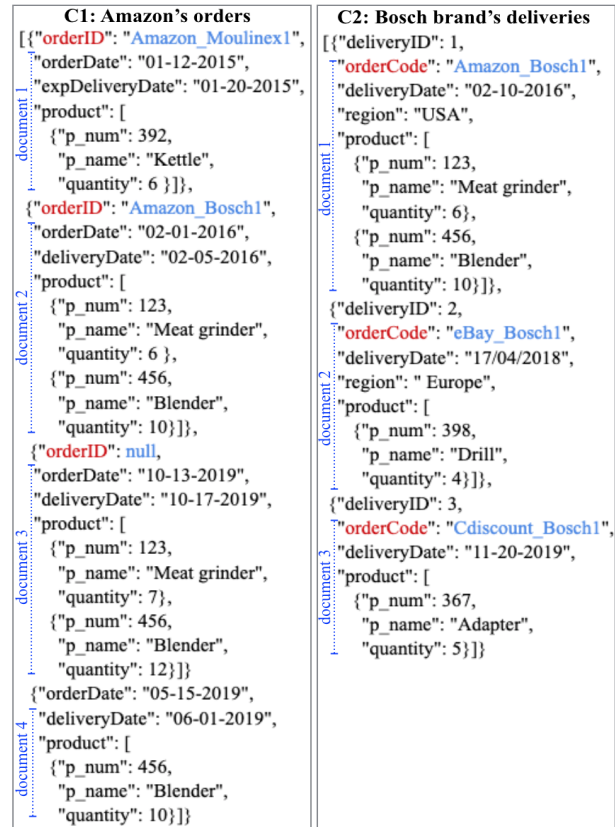 C1: Amazon's orders
[{"orderID": "Amazon_Moulinex1",
"orderDate": "01-12-2015",
"expDeliveryDate": "01-20-2015",
"product": [
{"p_num": 392,
"p_name": "Kettle",
"quantity": 6 }]},
document 1
{"orderID": "Amazon_Bosch1",
"orderDate": "02-01-2016",
"deliveryDate": "02-05-2016",
"product": [
{"p_num": 123,
"p_name": "Meat grinder",
"quantity": 6 },
{"p_num": 456,
"p_name": "Blender",
"quantity": 10}]},
document 2
{"orderID": null,
"orderDate": "10-13-2019",
"deliveryDate": "10-17-2019",
"product": [
{"p_num": 123,
"p_name": "Meat grinder",
"quantity": 7},
{"p_num": 456,
"p_name": "Blender",
"quantity": 12}]}
document 3
{"orderDate": "05-15-2019",
"deliveryDate": "06-01-2019",
"product": [
{"p_num": 456,
"p_name": "Blender",
"quantity": 10}]}
document 4
C2: Bosch brand's deliveries
[{"deliveryID": 1,
"orderCode": "Amazon_Bosch1",
"deliveryDate": "02-10-2016",
"region": "USA",
"product": [
{"p_num": 123,
"p_name": "Meat grinder",
"quantity": 6},
{"p_num": 456,
"p_name": "Blender",
"quantity": 10}]},
document 1
{"deliveryID": 2,
"orderCode": "eBay_Bosch1",
"deliveryDate": "17/04/2018",
"region": " Europe",
"product": [
{"p_num": 398,
"p_name": "Drill",
"quantity": 4}]},
document 2
{"deliveryID": 3,
"orderCode": "Cdiscount_Bosch1",
"deliveryDate": "11-20-2019",
"product": [
{"p_num": 367,
"p_name": "Adapter",
"quantity": 5}]}
document 3